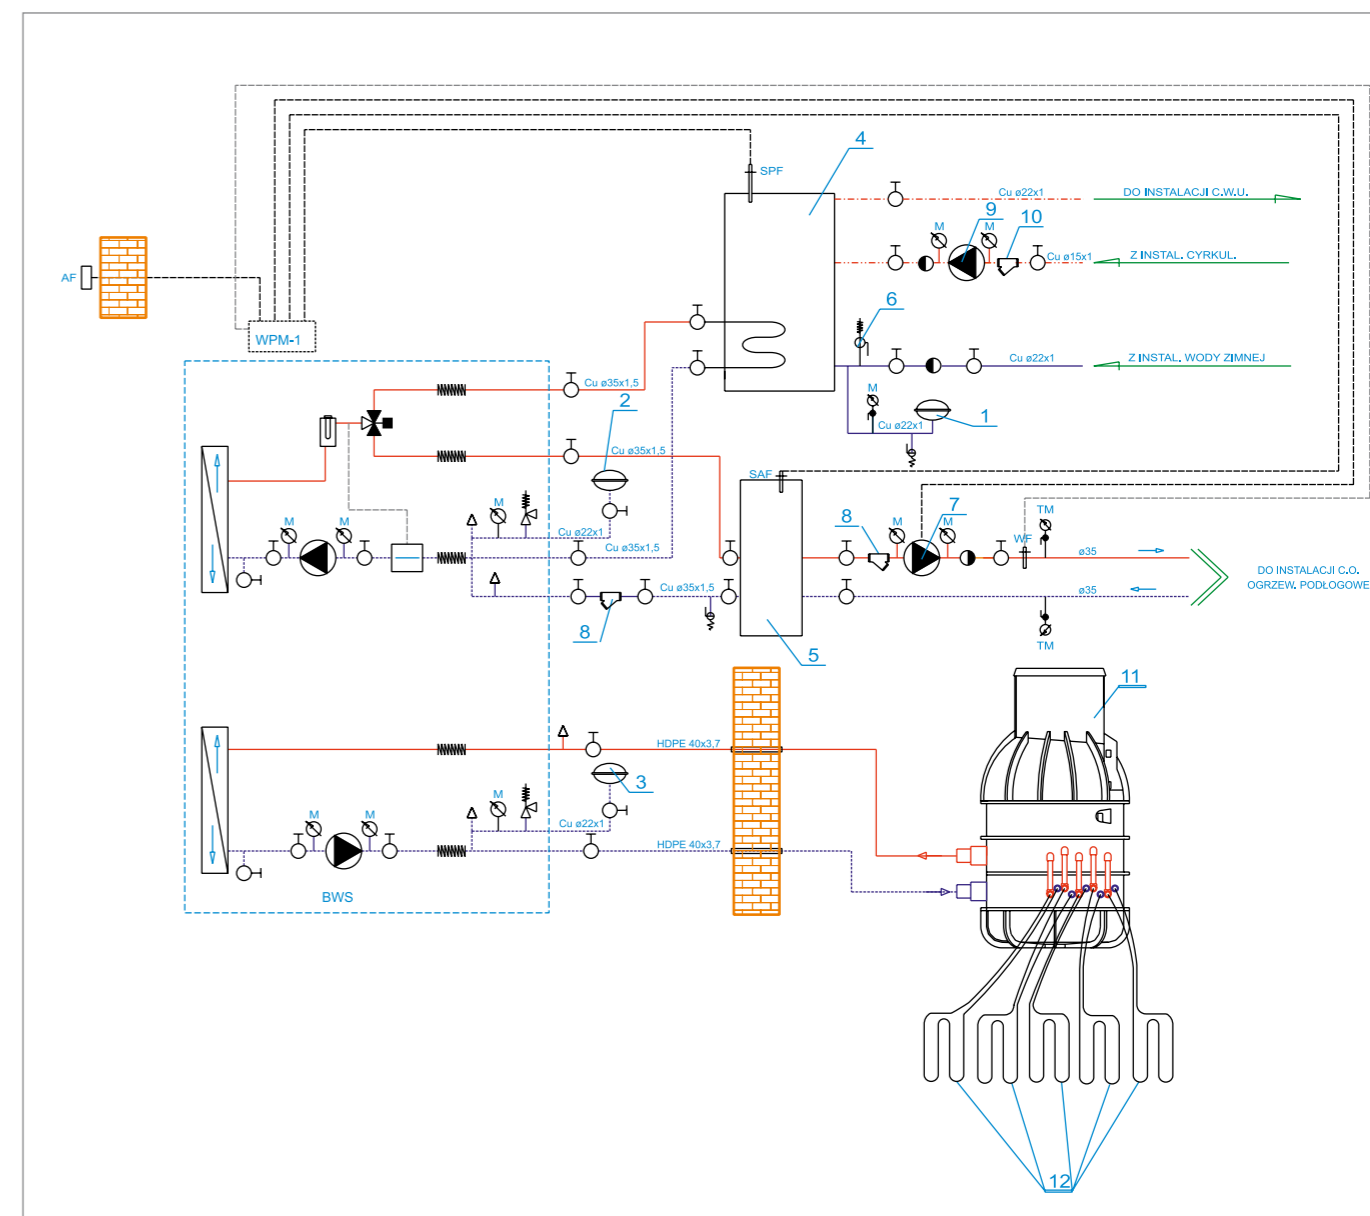 4
SPF
Cu ø22x1
DO INSTALACJI C.W.U.
M
9
M
10
Cu ø15x1
Z INSTAL. CYRKUL.
AF
6
WPM-1
Cu ø22x1
Z INSTAL. WODY ZIMNEJ
Cu ø35x1,5
2
M
1
Cu ø22x1
Cu ø35x1,5
SAF
M
M
M
8
M
7
M
TM
WF
Cu ø22x1
Cu ø35x1,5
ø35
DO INSTALACJI C.O.
OGRZEW. PODŁOGOWE
Cu ø35x1,5
ø35
8
5
TM
11
HDPE 40x3,7
3
M
M
M
Cu ø22x1
HDPE 40x3,7
BWS
12